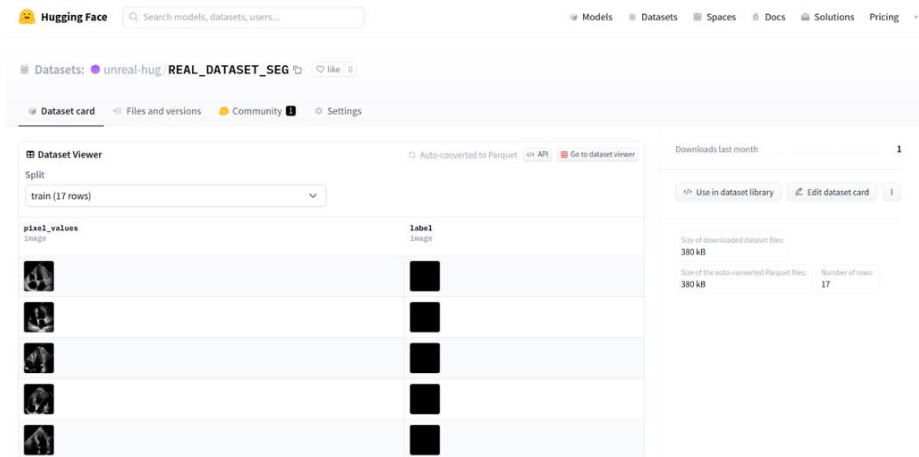 Hugging Face
Search models, datasets, users...
Models
Datasets
Spaces
Docs
Solutions
Pricing
Datasets: unreal-hug/REAL_DATASET_SEG
like 0
Dataset card
Files and versions
Community 1
Settings
Dataset Viewer
Auto-converted to Parquet
</> API
Go to dataset viewer
Split
train (17 rows)
pixel_values
image
label
image
Downloads last month
1
</> Use in dataset library
Edit dataset card
Size of downloaded dataset files:
380 kB
Size of the auto-converted Parquet files:
380 kB
Number of rows:
17